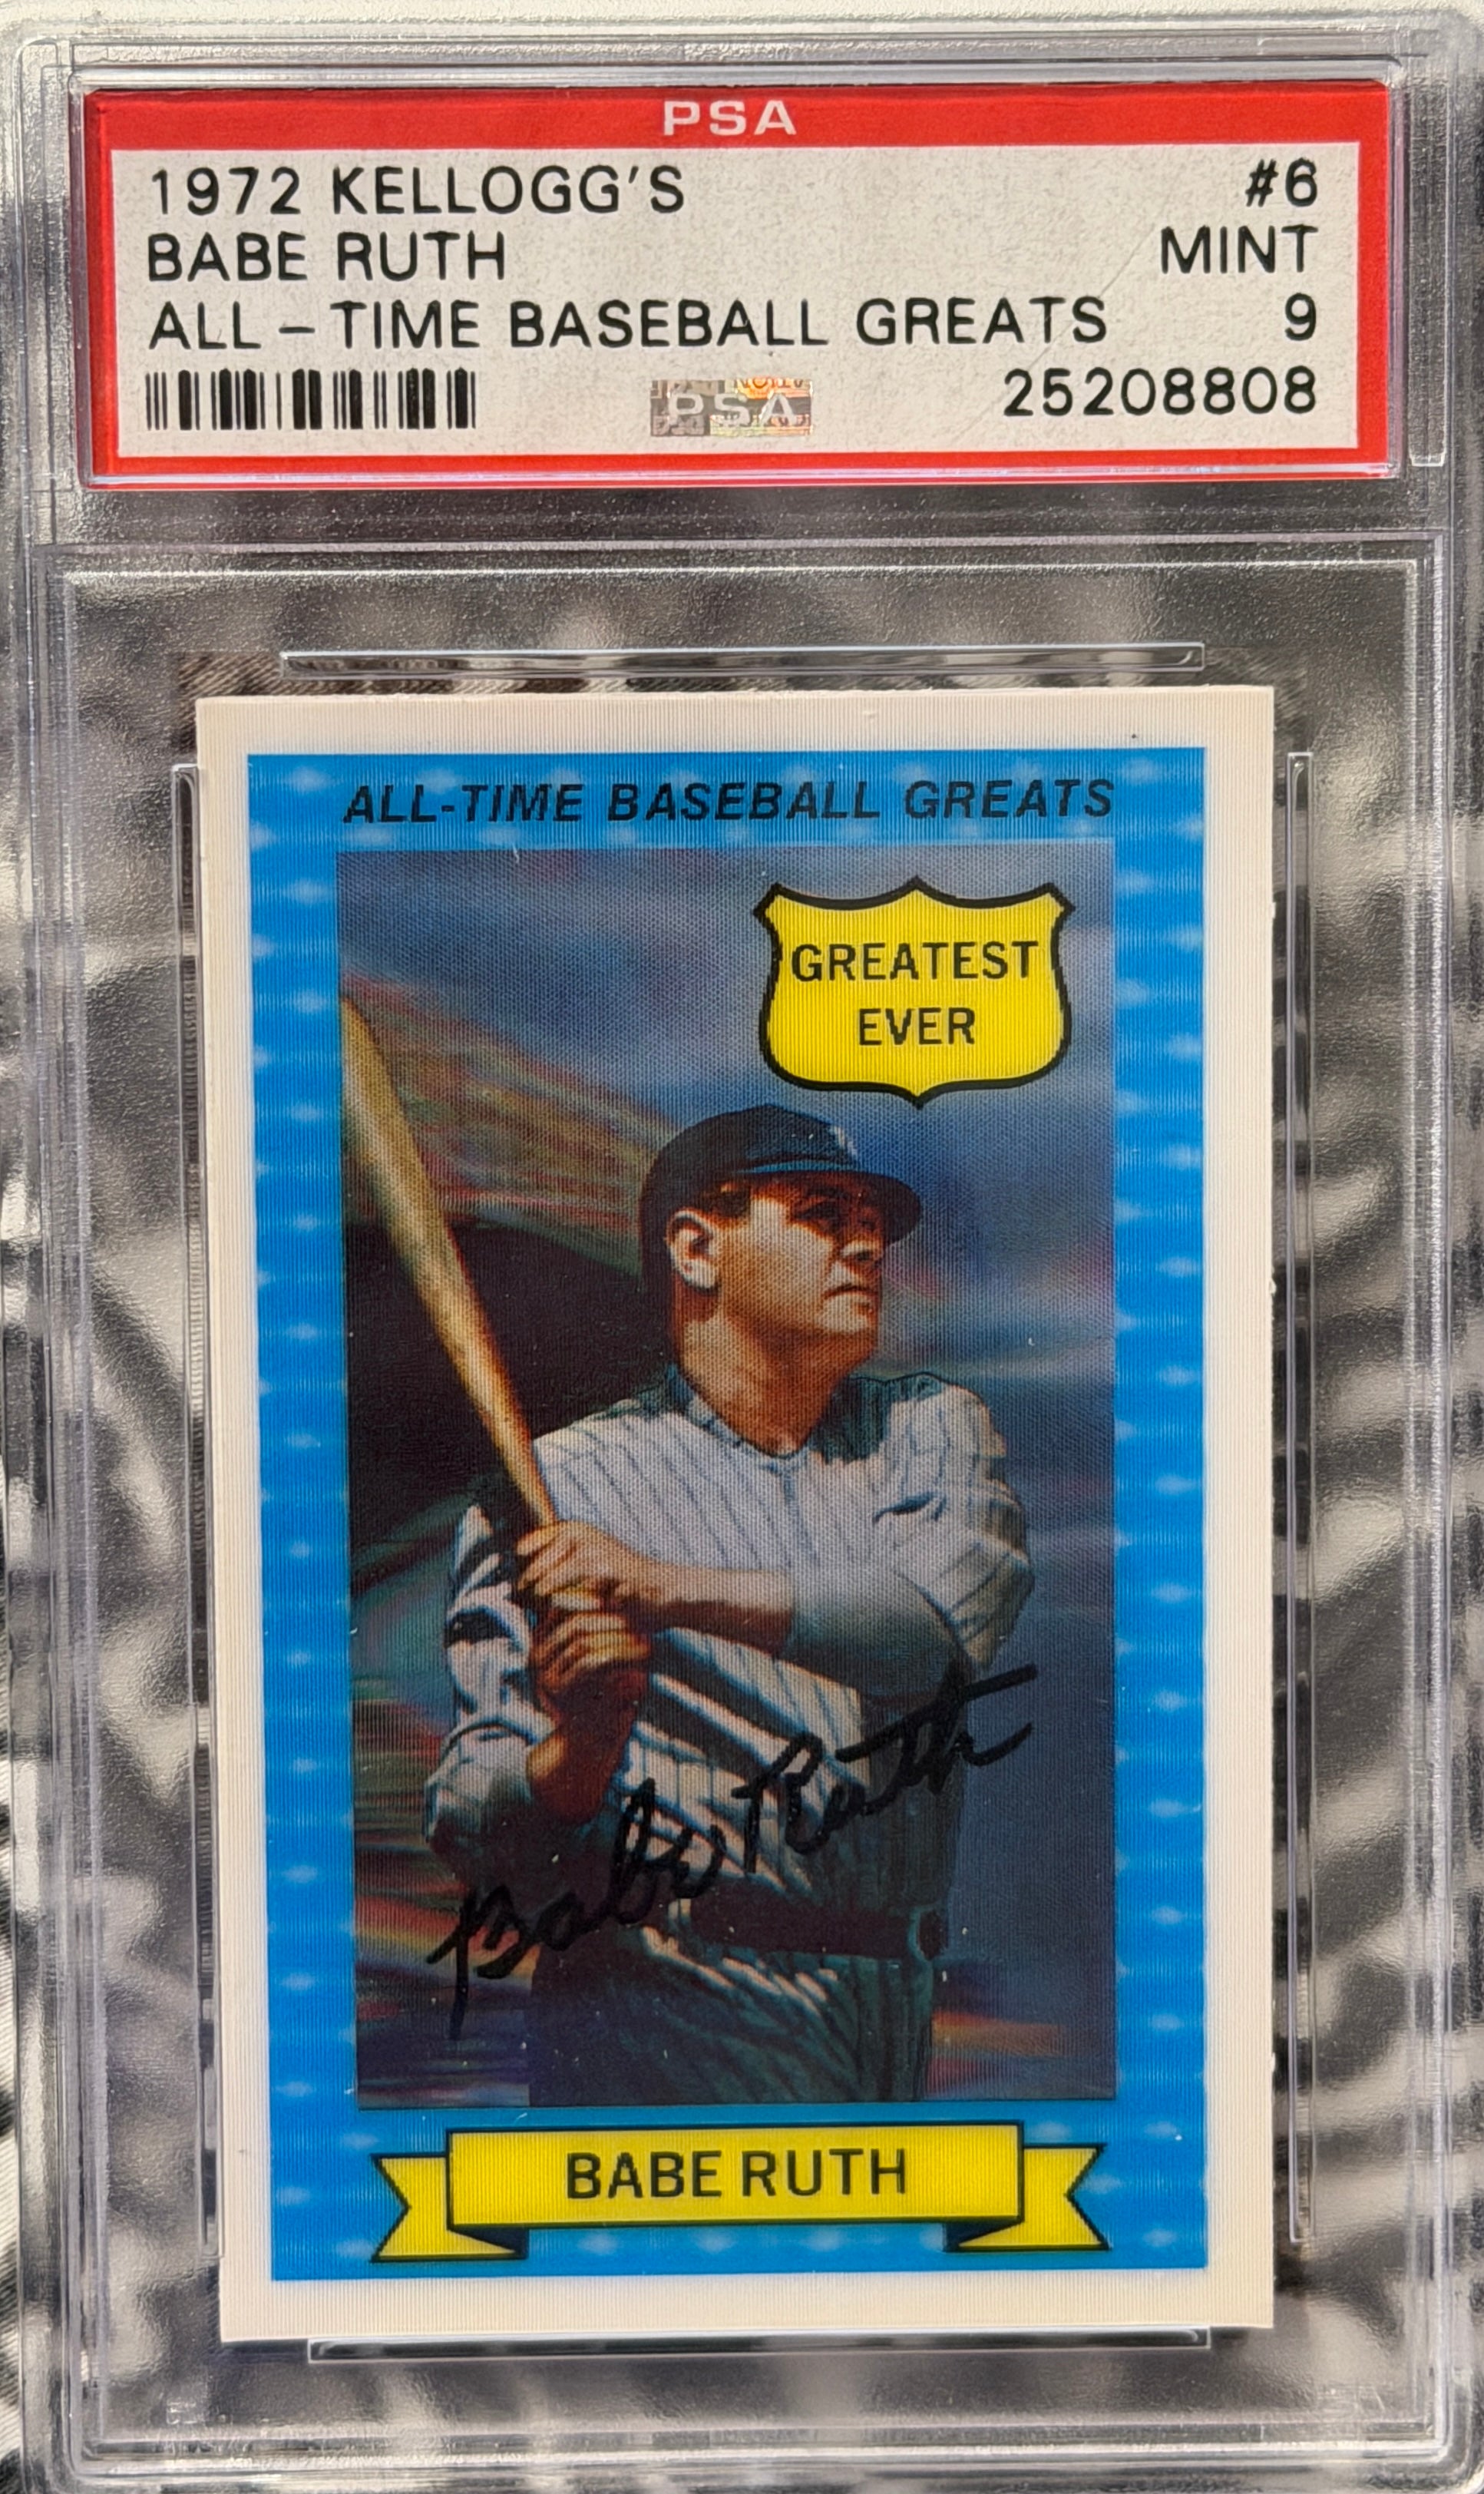 PSA
1972 KELLOGG'S #6
BABE RUTH MINT
ALL - TIME BASEBALL GREATS 9
PSA 25208808
ALL-TIME BASEBALL GREATS
GREATEST
EVER
Babe Ruth
BABE RUTH